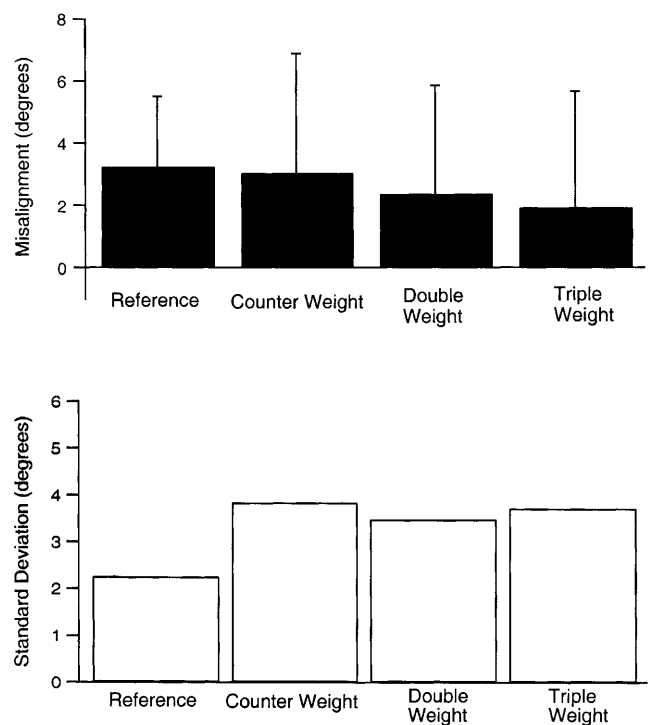 Misalignment (degrees)
8
6
4
2
0
Reference
Counter Weight
Double
Weight
Triple
Weight
Standard Deviation (degrees)
6
5
4
3
2
1
0
Reference
Counter Weight
Double
Weight
Triple
Weight